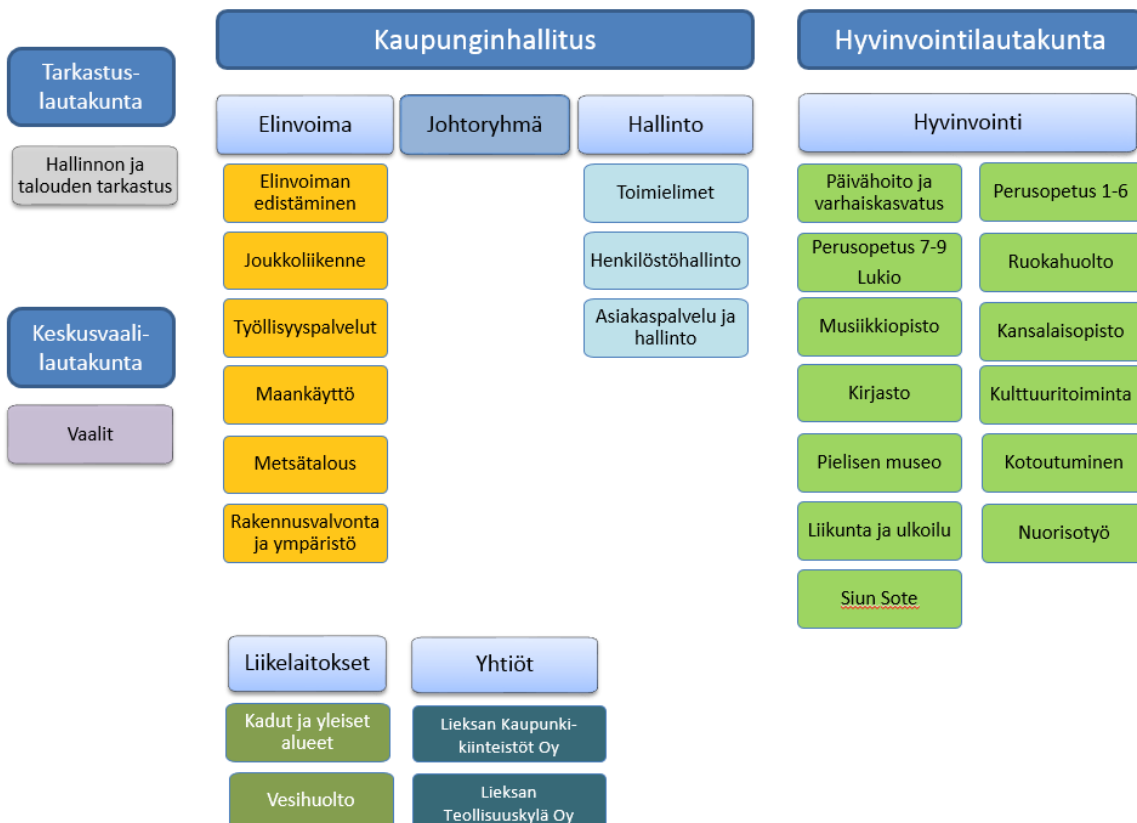 Tarkastus-
lautakunta
Hallinnon ja
talouden tarkastus
Keskusvaali-
lautakunta
Vaalit
Kaupunginhallitus
Elinvoima
Johtoryhmä
Hallinto
Elinvoiman
edistäminen
Joukkoliikenne
Työllisyyspalvelut
Maankäyttö
Metsätalous
Rakennusvalvonta
ja ympäristö
Toimielimet
Henkilöstöhallinto
Asiakaspalvelu ja
hallinto
Hyvinvointilautakunta
Hyvinvointi
Päivähoito ja
varhaiskasvatus
Perusopetus 7-9
Lukio
Musiikkiopisto
Kirjasto
Pielisen museo
Liikunta ja ulkoilu
Siun Sote
Perusopetus 1-6
Ruokahuolto
Kansalaisopisto
Kulttuuritoiminta
Kotoutuminen
Nuorisotyö
Liikelaitokset
Kadut ja yleiset
alueet
Vesihuolto
Yhtiöt
Lieksan Kaupunki-
kiinteistöt Oy
Lieksan
Teollisuuskylä Oy